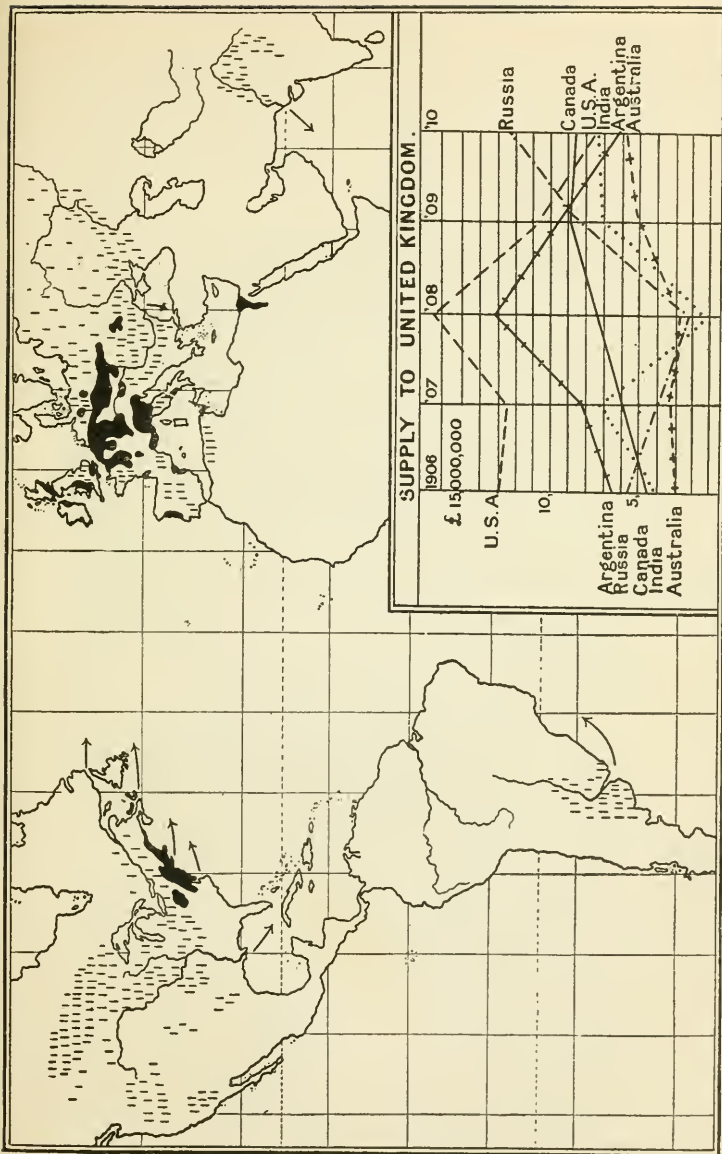 SUPPLY TO UNITED KINGDOM.
1906 '07 '08 '09 '10
£ 15,000,000
U.S.A.
10,
5,
Argentina
Russia
Canada
India
Australia
Russia
Canada
U.S.A.
India
Argentina
Australia